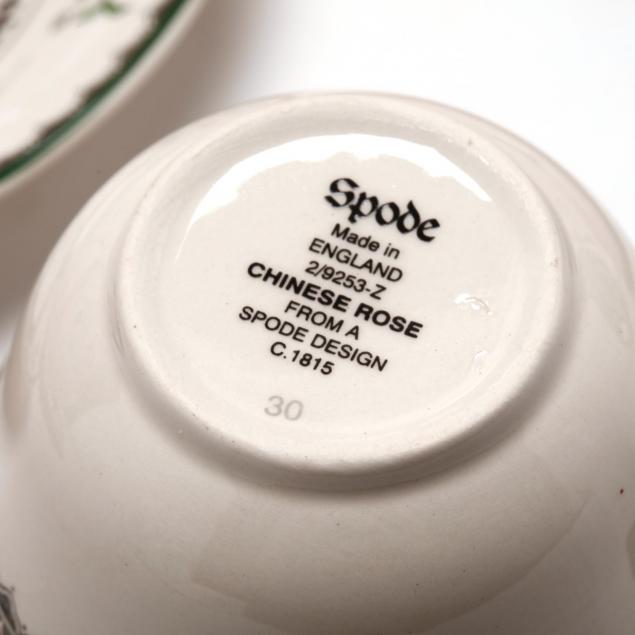 Spode
Made in
ENGLAND
2/9253-Z
CHINESE ROSE
FROM A
SPODE DESIGN
C.1815
30